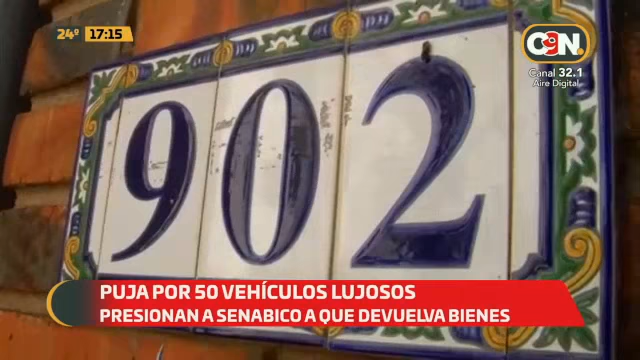 24º 17:15
C9N.
Canal 32.1
Aire Digital
902
PUJA POR 50 VEHÍCULOS LUJOSOS
PRESIONAN A SENABICO A QUE DEVUELVA BIENES